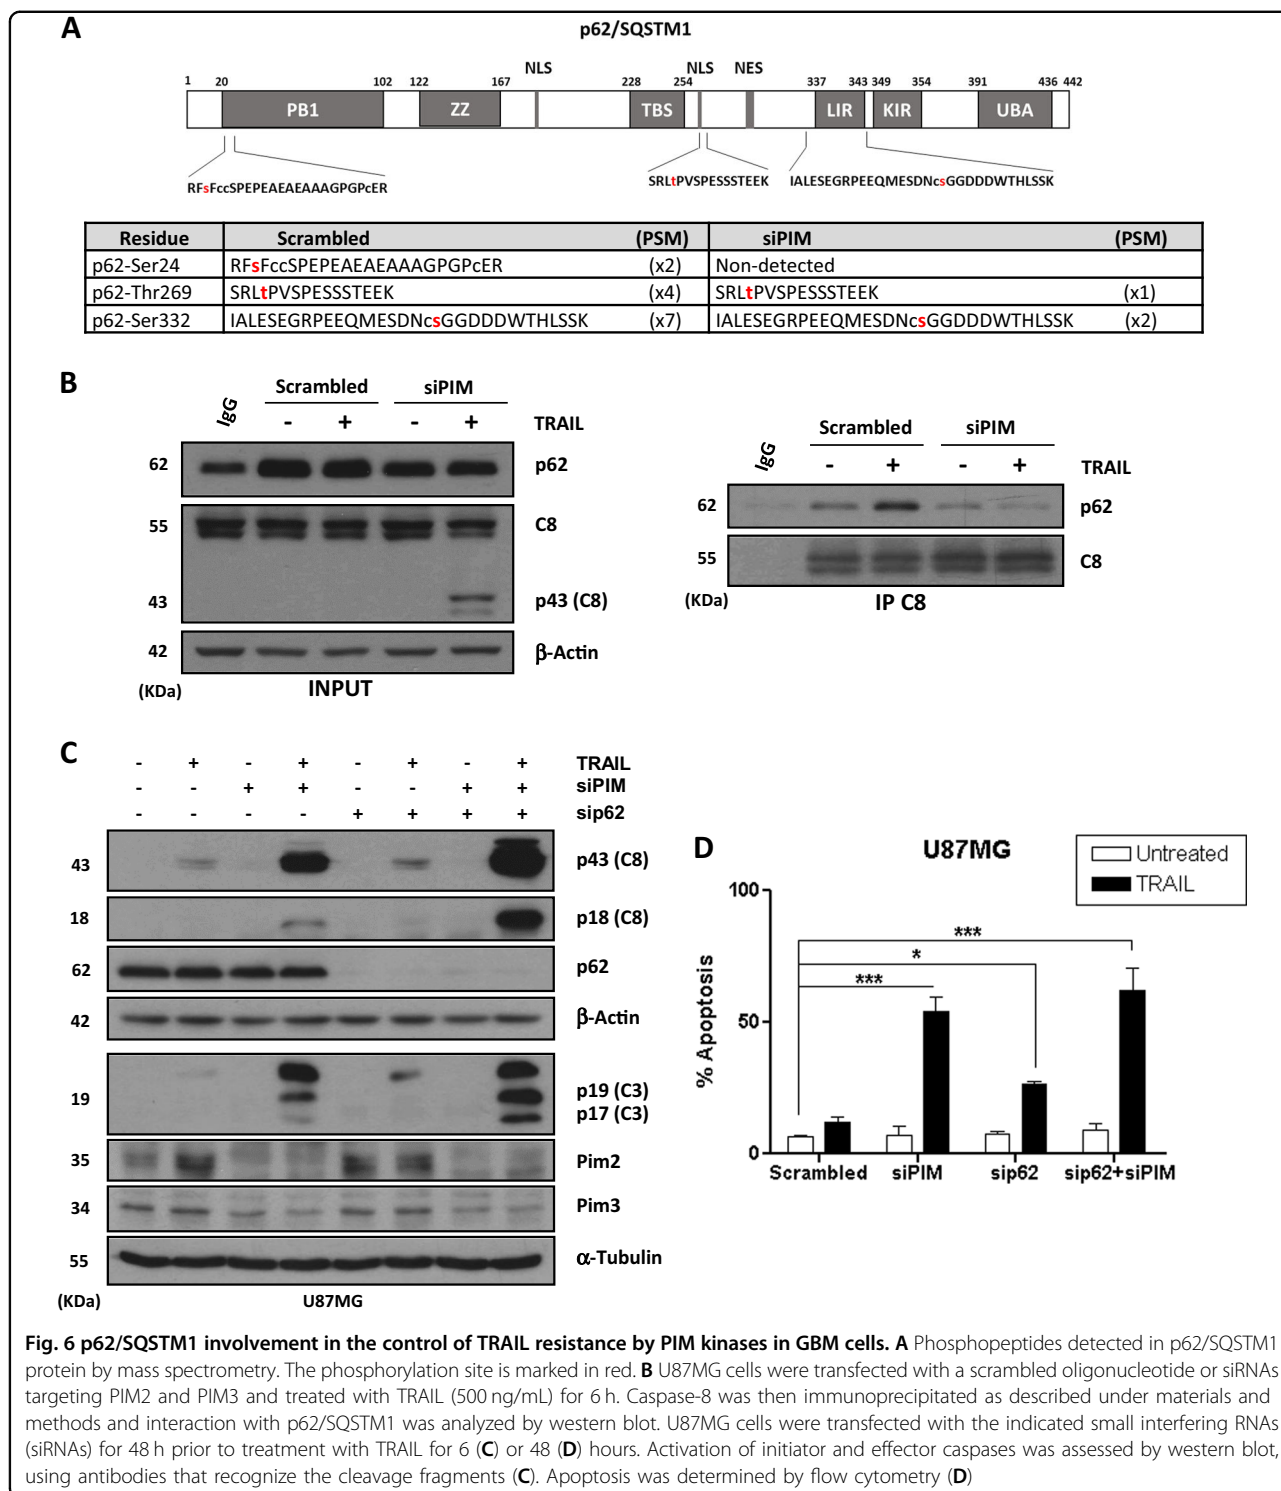 A
p62/SQSTM1
NLS NLS NES
1 20 102 122 167 228 254 337 343 349 354 391 436 442
PB1 ZZ TBS LIR KIR UBA
RFsFccSPEPEAEAEAAAGPGPcER SRLtPVSPESSSTEEK IALESEGRPEEQMESDNcsGGDDDWTHLSSK
Residue Scrambled (PSM) siPIM (PSM)
p62-Ser24 RFsFccSPEPEAEAEAAAGPGPcER (x2) Non-detected
p62-Thr269 SRLtPVSPESSSTEEK (x4) SRLtPVSPESSSTEEK (x1)
p62-Ser332 IALESEGRPEEQMESDNcsGGDDDWTHLSSK (x7) IALESEGRPEEQMESDNcsGGDDDWTHLSSK (x2)
B
IgG Scrambled siPIM
- + - + TRAIL
62 p62
55 C8
43 p43 (C8)
42 β-Actin
(KDa) INPUT
IgG Scrambled siPIM
- + - + TRAIL
62 p62
55 C8
(KDa) IP C8
C
- + - + - + - + TRAIL
- - + + - - + + siPIM
- - - - + + + + sip62
43 p43 (C8)
18 p18 (C8)
62 p62
42 β-Actin
19 p19 (C3)
p17 (C3)
35 Pim2
34 Pim3
55 α-Tubulin
(KDa) U87MG
D
U87MG
Untreated
TRAIL
% Apoptosis
100
50
0
***
*
***
Scrambled siPIM sip62 sip62+siPIM
Fig. 6 p62/SQSTM1 involvement in the control of TRAIL resistance by PIM kinases in GBM cells. A Phosphopeptides detected in p62/SQSTM1
protein by mass spectrometry. The phosphorylation site is marked in red. B U87MG cells were transfected with a scrambled oligonucleotide or siRNAs
targeting PIM2 and PIM3 and treated with TRAIL (500 ng/mL) for 6 h. Caspase-8 was then immunoprecipitated as described under materials and
methods and interaction with p62/SQSTM1 was analyzed by western blot. U87MG cells were transfected with the indicated small interfering RNAs
(siRNAs) for 48 h prior to treatment with TRAIL for 6 (C) or 48 (D) hours. Activation of initiator and effector caspases was assessed by western blot,
using antibodies that recognize the cleavage fragments (C). Apoptosis was determined by flow cytometry (D)